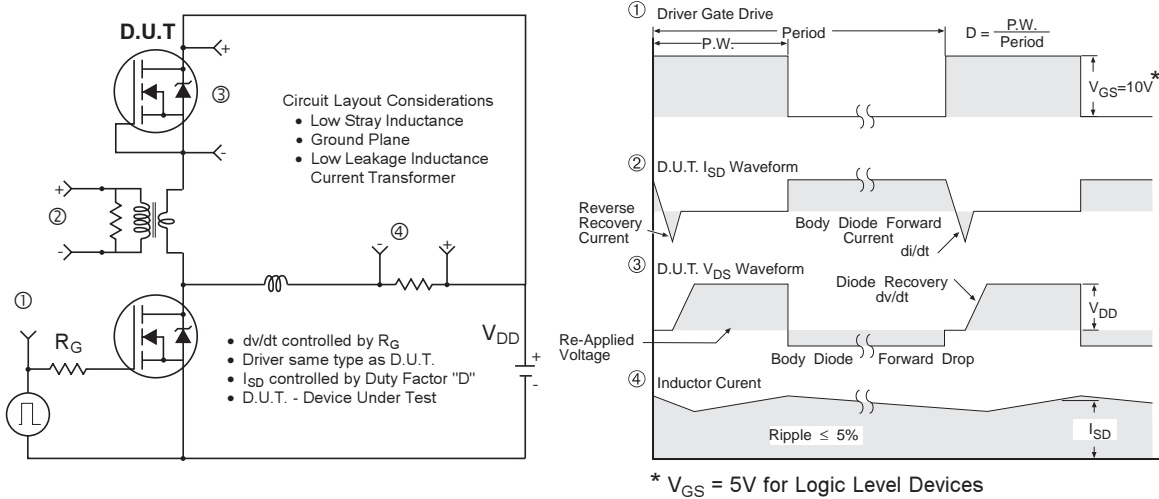 D.U.T
+
③
-
Circuit Layout Considerations
• Low Stray Inductance
• Ground Plane
• Low Leakage Inductance
Current Transformer
+
②
-
④
- +
①
R_G
• dv/dt controlled by R_G
• Driver same type as D.U.T.
• I_SD controlled by Duty Factor "D"
• D.U.T. - Device Under Test
V_DD
+
-
① Driver Gate Drive
P.W.
Period
D = P.W. / Period
V_GS=10V*
② D.U.T. I_SD Waveform
Reverse
Recovery
Current
Body Diode Forward
Current
di/dt
③ D.U.T. V_DS Waveform
Diode Recovery
dv/dt
V_DD
Re-Applied
Voltage
Body Diode Forward Drop
④ Inductor Curent
Ripple ≤ 5%
I_SD
* V_GS = 5V for Logic Level Devices